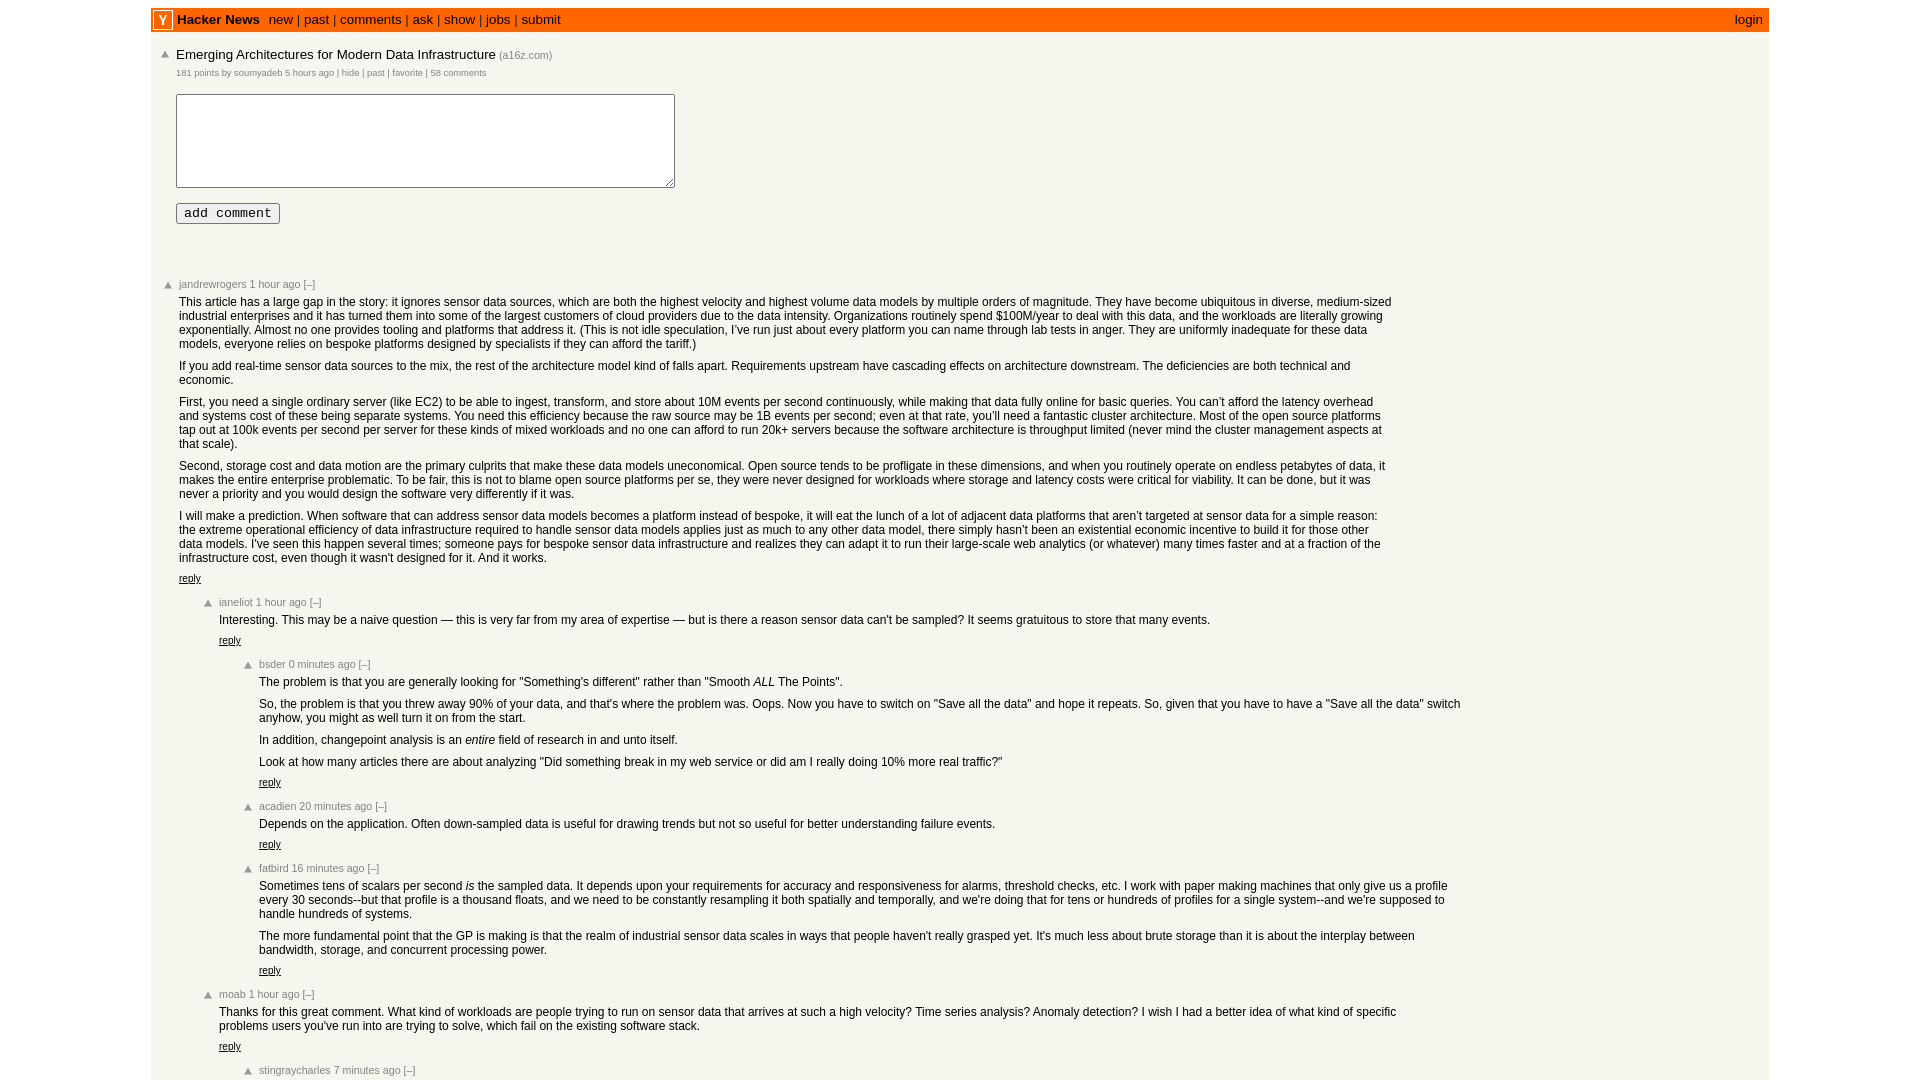 Y Hacker News new | past | comments | ask | show | jobs | submit login
Emerging Architectures for Modern Data Infrastructure (a16z.com)
181 points by soumyadeb 5 hours ago | hide | past | favorite | 58 comments
add comment
jandrewrogers 1 hour ago [–]
This article has a large gap in the story: it ignores sensor data sources, which are both the highest velocity and highest volume data models by multiple orders of magnitude. They have become ubiquitous in diverse, medium-sized
industrial enterprises and it has turned them into some of the largest customers of cloud providers due to the data intensity. Organizations routinely spend $100M/year to deal with this data, and the workloads are literally growing
exponentially. Almost no one provides tooling and platforms that address it. (This is not idle speculation, I’ve run just about every platform you can name through lab tests in anger. They are uniformly inadequate for these data
models, everyone relies on bespoke platforms designed by specialists if they can afford the tariff.)
If you add real-time sensor data sources to the mix, the rest of the architecture model kind of falls apart. Requirements upstream have cascading effects on architecture downstream. The deficiencies are both technical and
economic.
First, you need a single ordinary server (like EC2) to be able to ingest, transform, and store about 10M events per second continuously, while making that data fully online for basic queries. You can’t afford the latency overhead
and systems cost of these being separate systems. You need this efficiency because the raw source may be 1B events per second; even at that rate, you’ll need a fantastic cluster architecture. Most of the open source platforms
tap out at 100k events per second per server for these kinds of mixed workloads and no one can afford to run 20k+ servers because the software architecture is throughput limited (never mind the cluster management aspects at
that scale).
Second, storage cost and data motion are the primary culprits that make these data models uneconomical. Open source tends to be profligate in these dimensions, and when you routinely operate on endless petabytes of data, it
makes the entire enterprise problematic. To be fair, this is not to blame open source platforms per se, they were never designed for workloads where storage and latency costs were critical for viability. It can be done, but it was
never a priority and you would design the software very differently if it was.
I will make a prediction. When software that can address sensor data models becomes a platform instead of bespoke, it will eat the lunch of a lot of adjacent data platforms that aren’t targeted at sensor data for a simple reason:
the extreme operational efficiency of data infrastructure required to handle sensor data models applies just as much to any other data model, there simply hasn’t been an existential economic incentive to build it for those other
data models. I've seen this happen several times; someone pays for bespoke sensor data infrastructure and realizes they can adapt it to run their large-scale web analytics (or whatever) many times faster and at a fraction of the
infrastructure cost, even though it wasn't designed for it. And it works.
reply
ianeliot 1 hour ago [–]
Interesting. This may be a naive question — this is very far from my area of expertise — but is there a reason sensor data can't be sampled? It seems gratuitous to store that many events.
reply
bsder 0 minutes ago [–]
The problem is that you are generally looking for "Something's different" rather than "Smooth ALL The Points".
So, the problem is that you threw away 90% of your data, and that's where the problem was. Oops. Now you have to switch on "Save all the data" and hope it repeats. So, given that you have to have a "Save all the data" switch
anyhow, you might as well turn it on from the start.
In addition, changepoint analysis is an entire field of research in and unto itself.
Look at how many articles there are about analyzing "Did something break in my web service or did am I really doing 10% more real traffic?"
reply
acadien 20 minutes ago [–]
Depends on the application. Often down-sampled data is useful for drawing trends but not so useful for better understanding failure events.
reply
fatbird 16 minutes ago [–]
Sometimes tens of scalars per second is the sampled data. It depends upon your requirements for accuracy and responsiveness for alarms, threshold checks, etc. I work with paper making machines that only give us a profile
every 30 seconds--but that profile is a thousand floats, and we need to be constantly resampling it both spatially and temporally, and we're doing that for tens or hundreds of profiles for a single system--and we're supposed to
handle hundreds of systems.
The more fundamental point that the GP is making is that the realm of industrial sensor data scales in ways that people haven't really grasped yet. It's much less about brute storage than it is about the interplay between
bandwidth, storage, and concurrent processing power.
reply
moab 1 hour ago [–]
Thanks for this great comment. What kind of workloads are people trying to run on sensor data that arrives at such a high velocity? Time series analysis? Anomaly detection? I wish I had a better idea of what kind of specific
problems users you've run into are trying to solve, which fail on the existing software stack.
reply
stingraycharles 7 minutes ago [–]